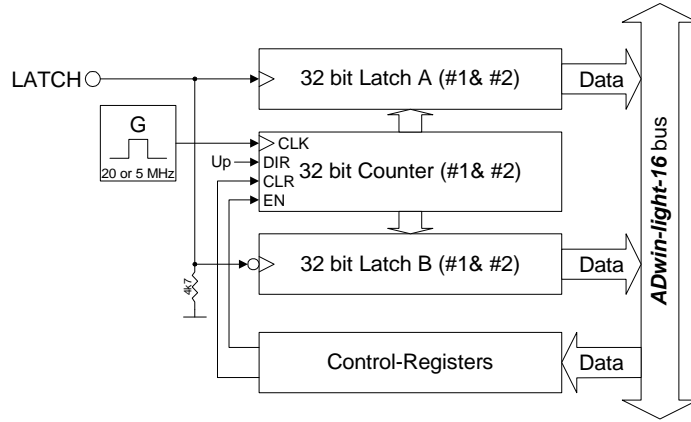 32 bit Latch A (#1& #2)
Data
LATCH
G
20 or 5 MHz
CLK
Up
DIR
CLR
EN
32 bit Counter (#1& #2)
32 bit Latch B (#1& #2)
Data
4k7
Control-Registers
Data
ADwin-light-16 bus